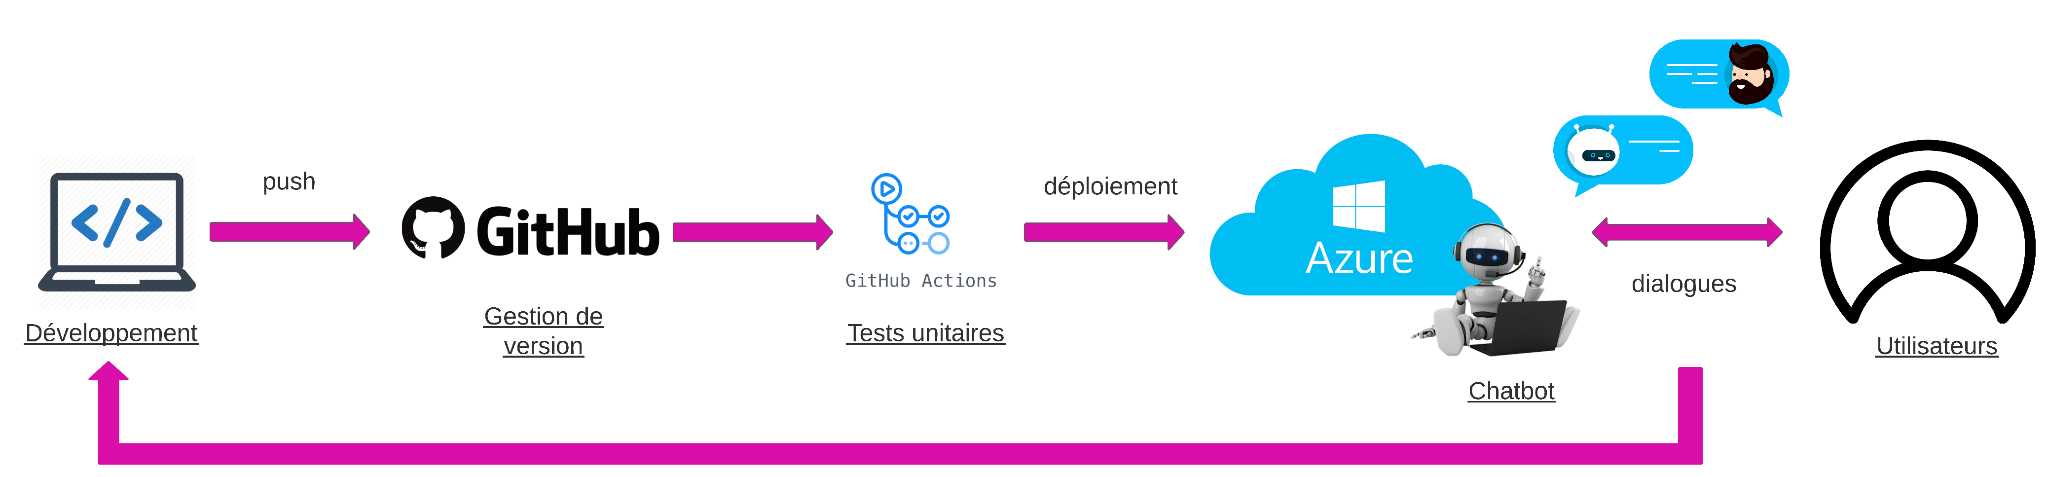 push
déploiement
GitHub
Azure
GitHub Actions
dialogues
Développement
Gestion de
version
Tests unitaires
Utilisateurs
Chatbot